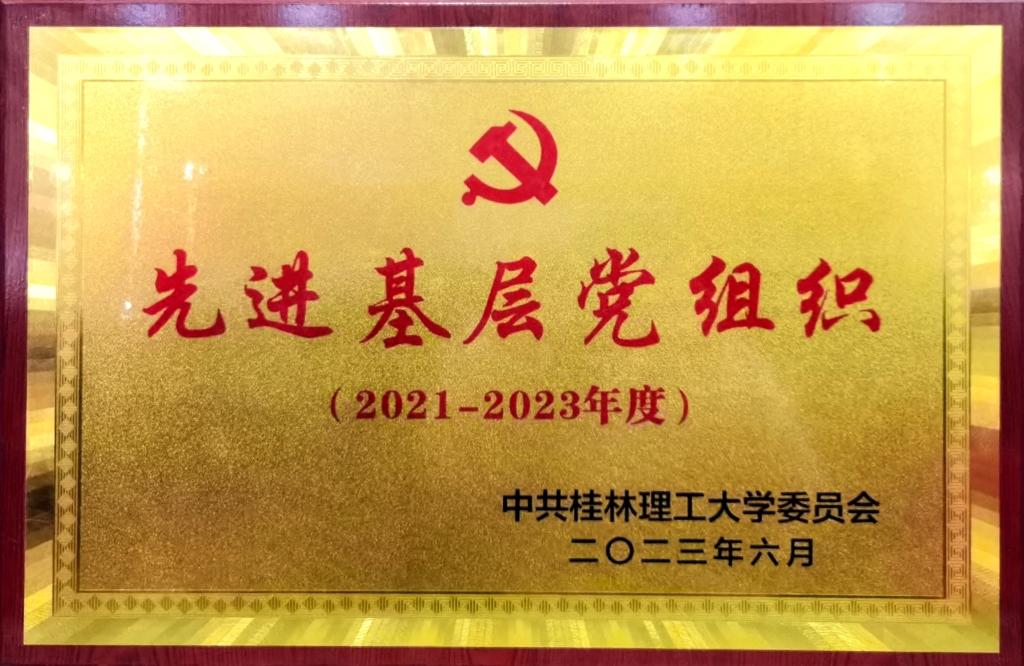 先进基层党组织
（2021-2023年度）
中共桂林理工大学委员会
二〇二三年六月